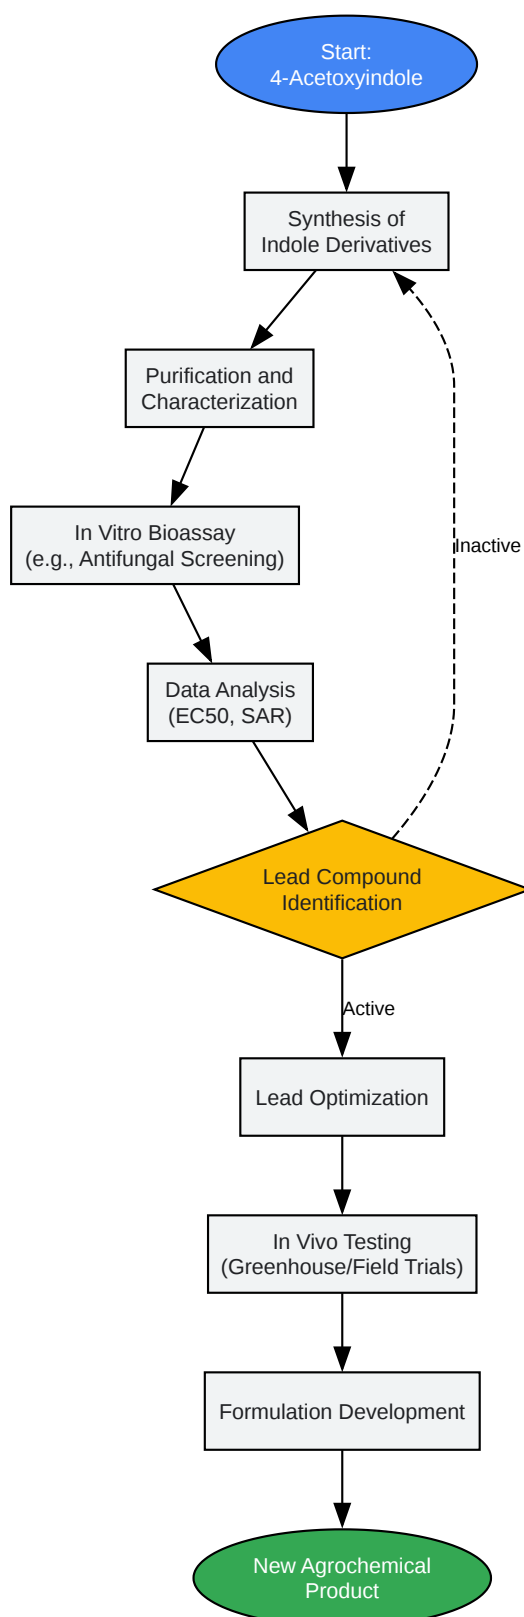 Start:
4-Acetoxyindole
Synthesis of
Indole Derivatives
Purification and
Characterization
In Vitro Bioassay
(e.g., Antifungal Screening)
Inactive
Data Analysis
(EC50, SAR)
Lead Compound
Identification
Active
Lead Optimization
In Vivo Testing
(Greenhouse/Field Trials)
Formulation Development
New Agrochemical
Product